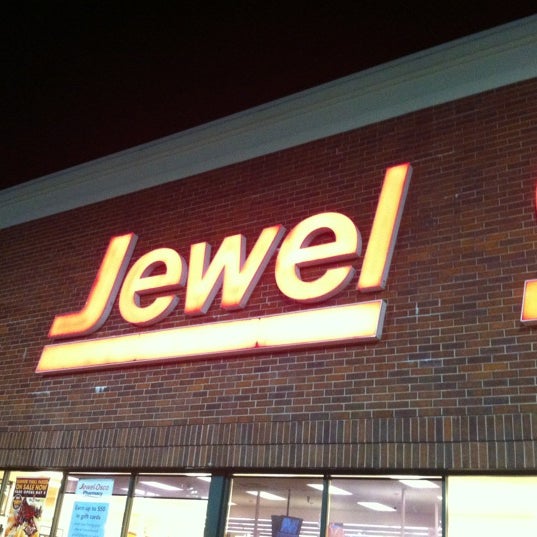 Jewel
ON SALE NOW
Jewel-Osco
Pharmacy
Earn up to $50
in gift cards